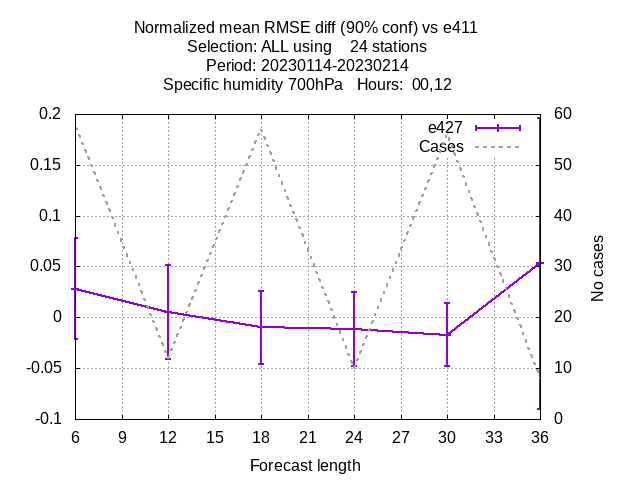 Normalized mean RMSE diff (90% conf) vs e411
Selection: ALL using    24 stations
Period: 20230114-20230214
Specific humidity 700hPa   Hours:  00,12
0.2
0.15
0.1
0.05
0
-0.05
-0.1
e427
Cases
60
50
40
30
20
10
0
No cases
6 9 12 15 18 21 24 27 30 33 36
Forecast length